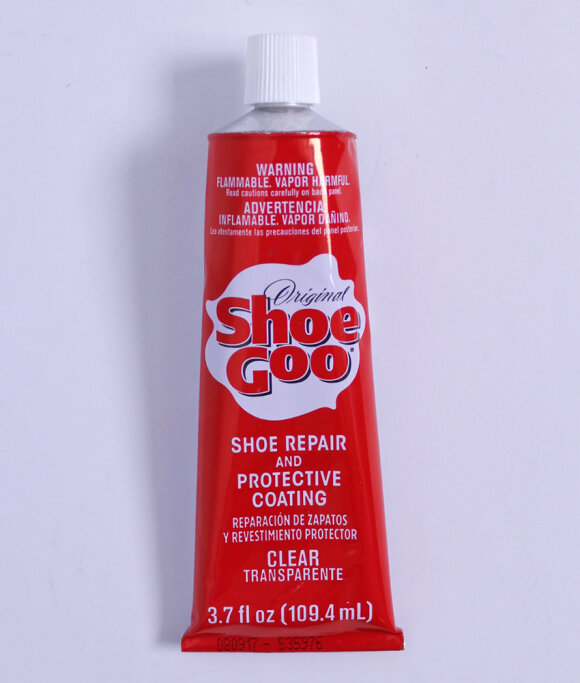 WARNING
FLAMMABLE. VAPOR HARMFUL.
Read cautions carefully on back panel
ADVERTENCIA
INFLAMABLE. VAPOR DAÑINO.
Lea atentamente las precauciones del panel posterior.
Original
Shoe
Goo®
SHOE REPAIR
AND
PROTECTIVE
COATING
REPARACIÓN DE ZAPATOS
Y REVESTIMIENTO PROTECTOR
CLEAR
TRANSPARENTE
3.7 fl oz (109.4 mL)
080917 - 535976